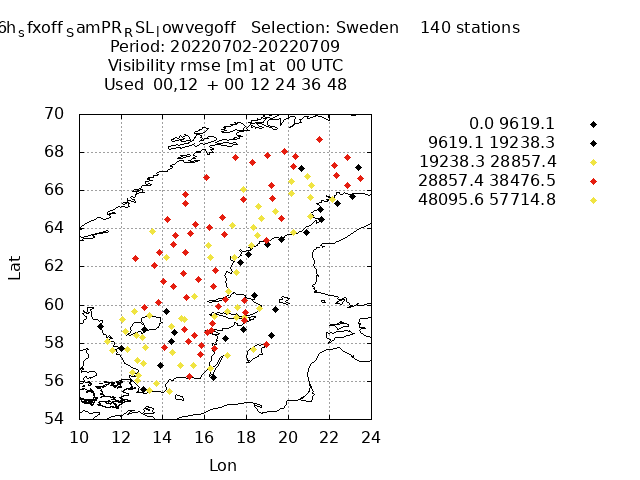 6h_sfxoff_SamPR_RSL_lowvegoff   Selection: Sweden    140 stations
Period: 20220702-20220709
Visibility rmse [m] at  00 UTC
Used  00,12  + 00 12 24 36 48
70
68
66
64
62
60
58
56
54
10 12 14 16 18 20 22 24
Lat
Lon
0.0 9619.1
9619.1 19238.3
19238.3 28857.4
28857.4 38476.5
48095.6 57714.8